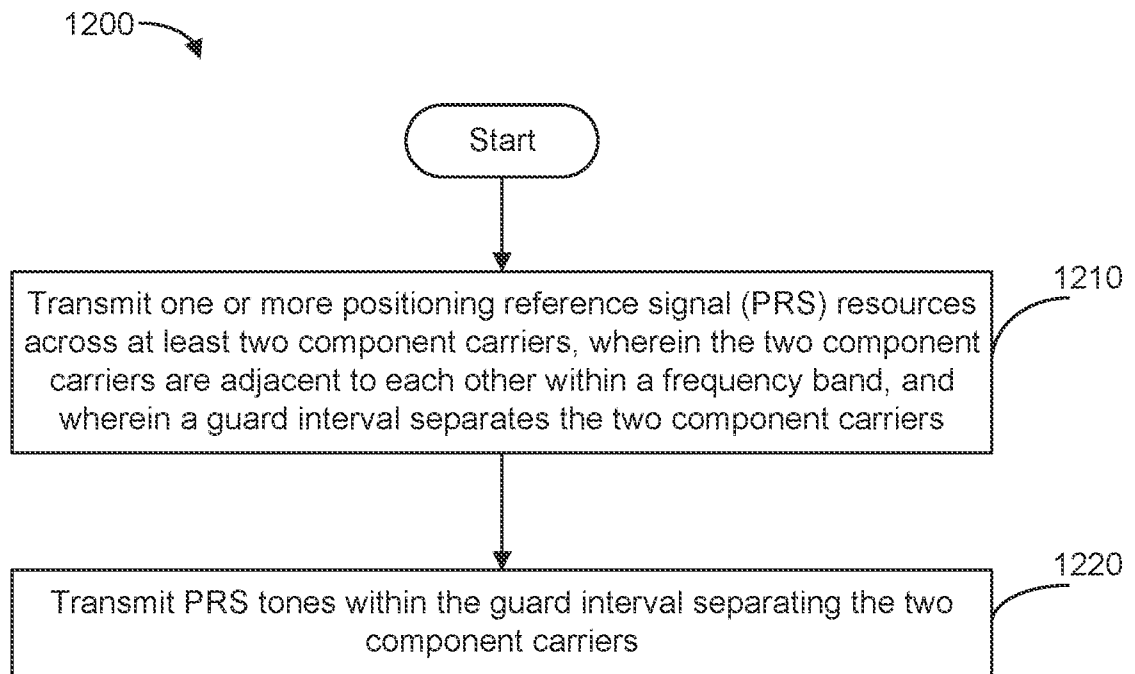 1200
Start
1210
Transmit one or more positioning reference signal (PRS) resources
across at least two component carriers, wherein the two component
carriers are adjacent to each other within a frequency band, and
wherein a guard interval separates the two component carriers
1220
Transmit PRS tones within the guard interval separating the two
component carriers